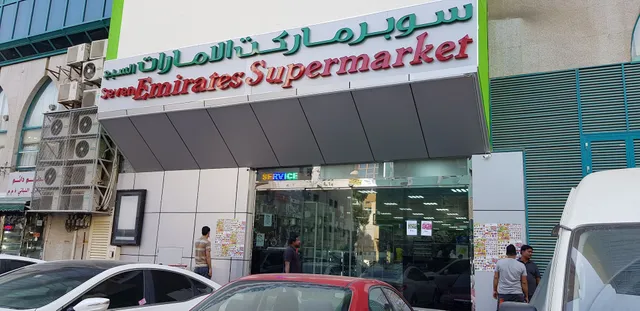 سوبرماركت الامارات السبع
Seven Emirates Supermarket
SERVICE